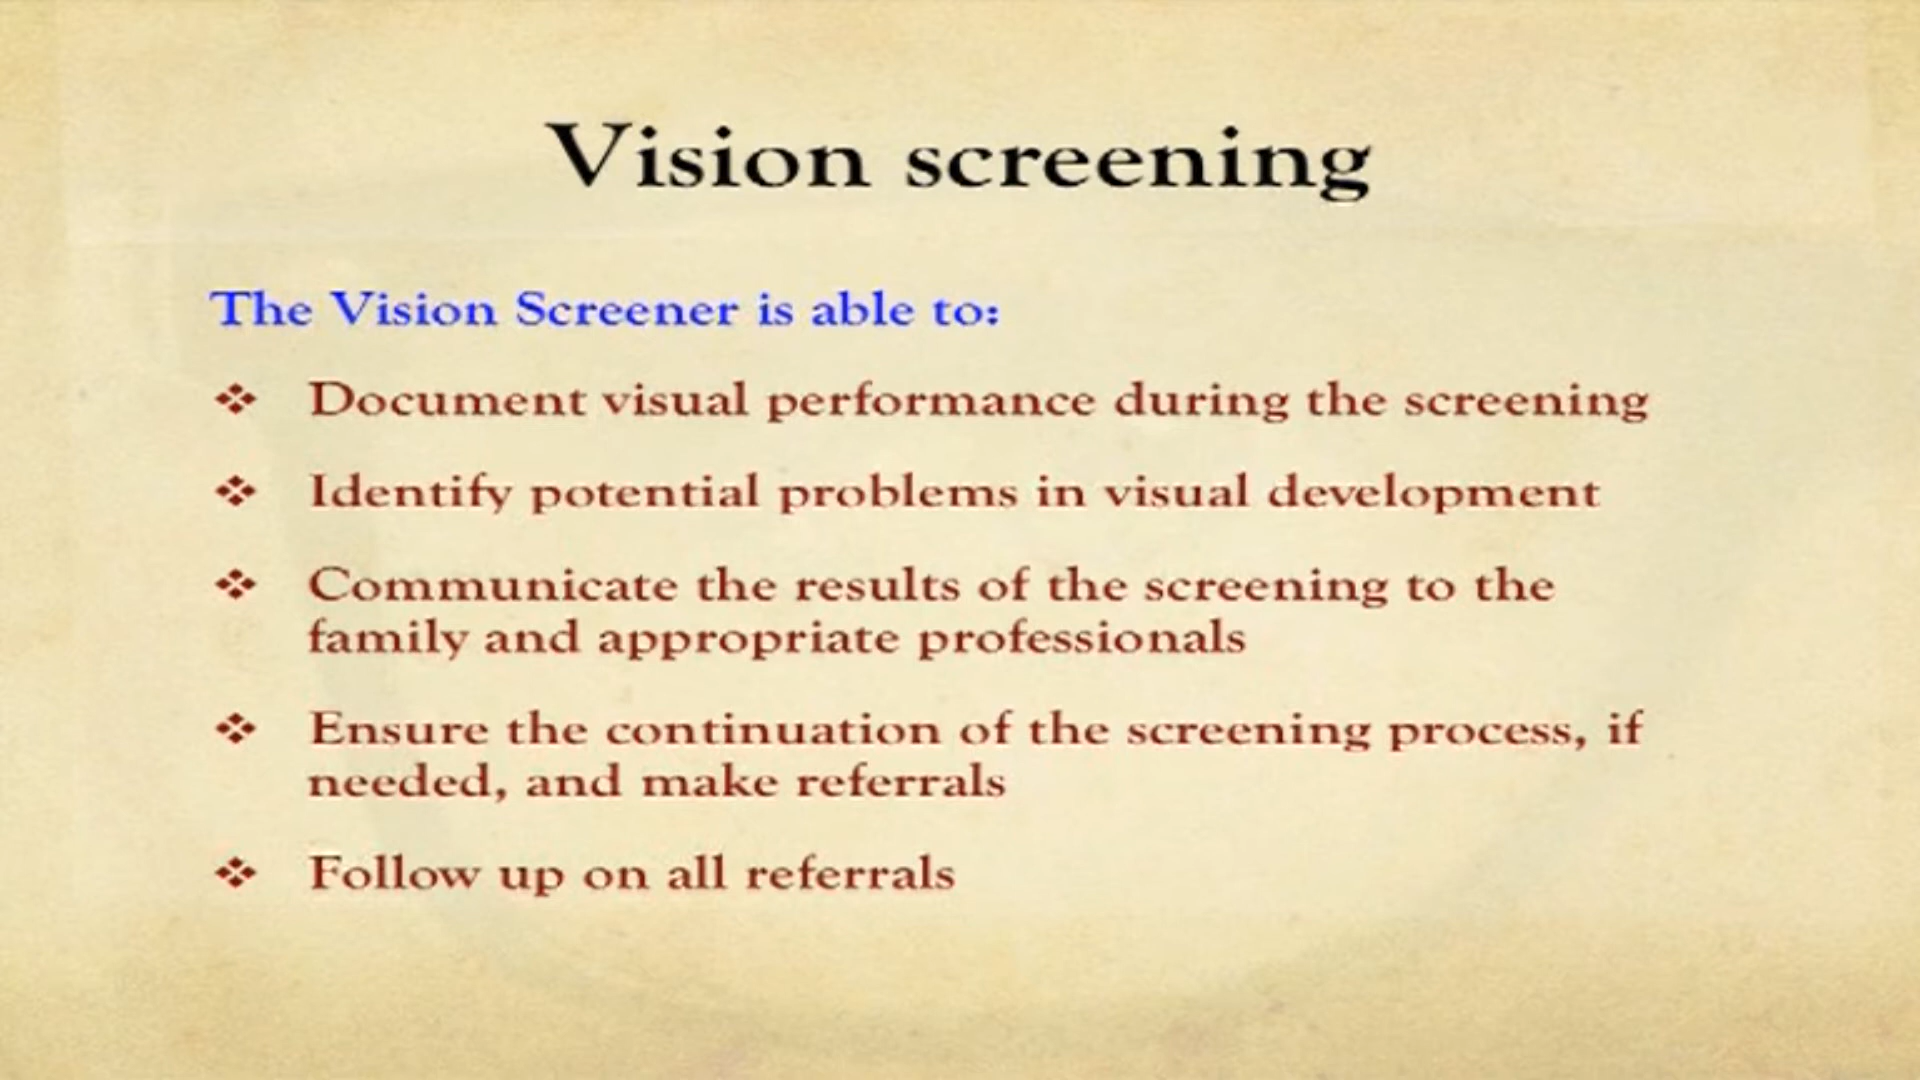 Vision screening
The Vision Screener is able to:
❖ Document visual performance during the screening
❖ Identify potential problems in visual development
❖ Communicate the results of the screening to the
family and appropriate professionals
❖ Ensure the continuation of the screening process, if
needed, and make referrals
❖ Follow up on all referrals